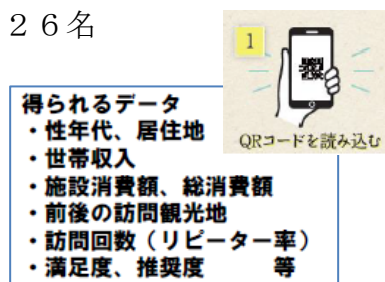 ２６名
1
QRコードを読み込む
得られるデータ
・性年代、居住地
・世帯収入
・施設消費額、総消費額
・前後の訪問観光地
・訪問回数（リピーター率）
・満足度、推奨度　　　等